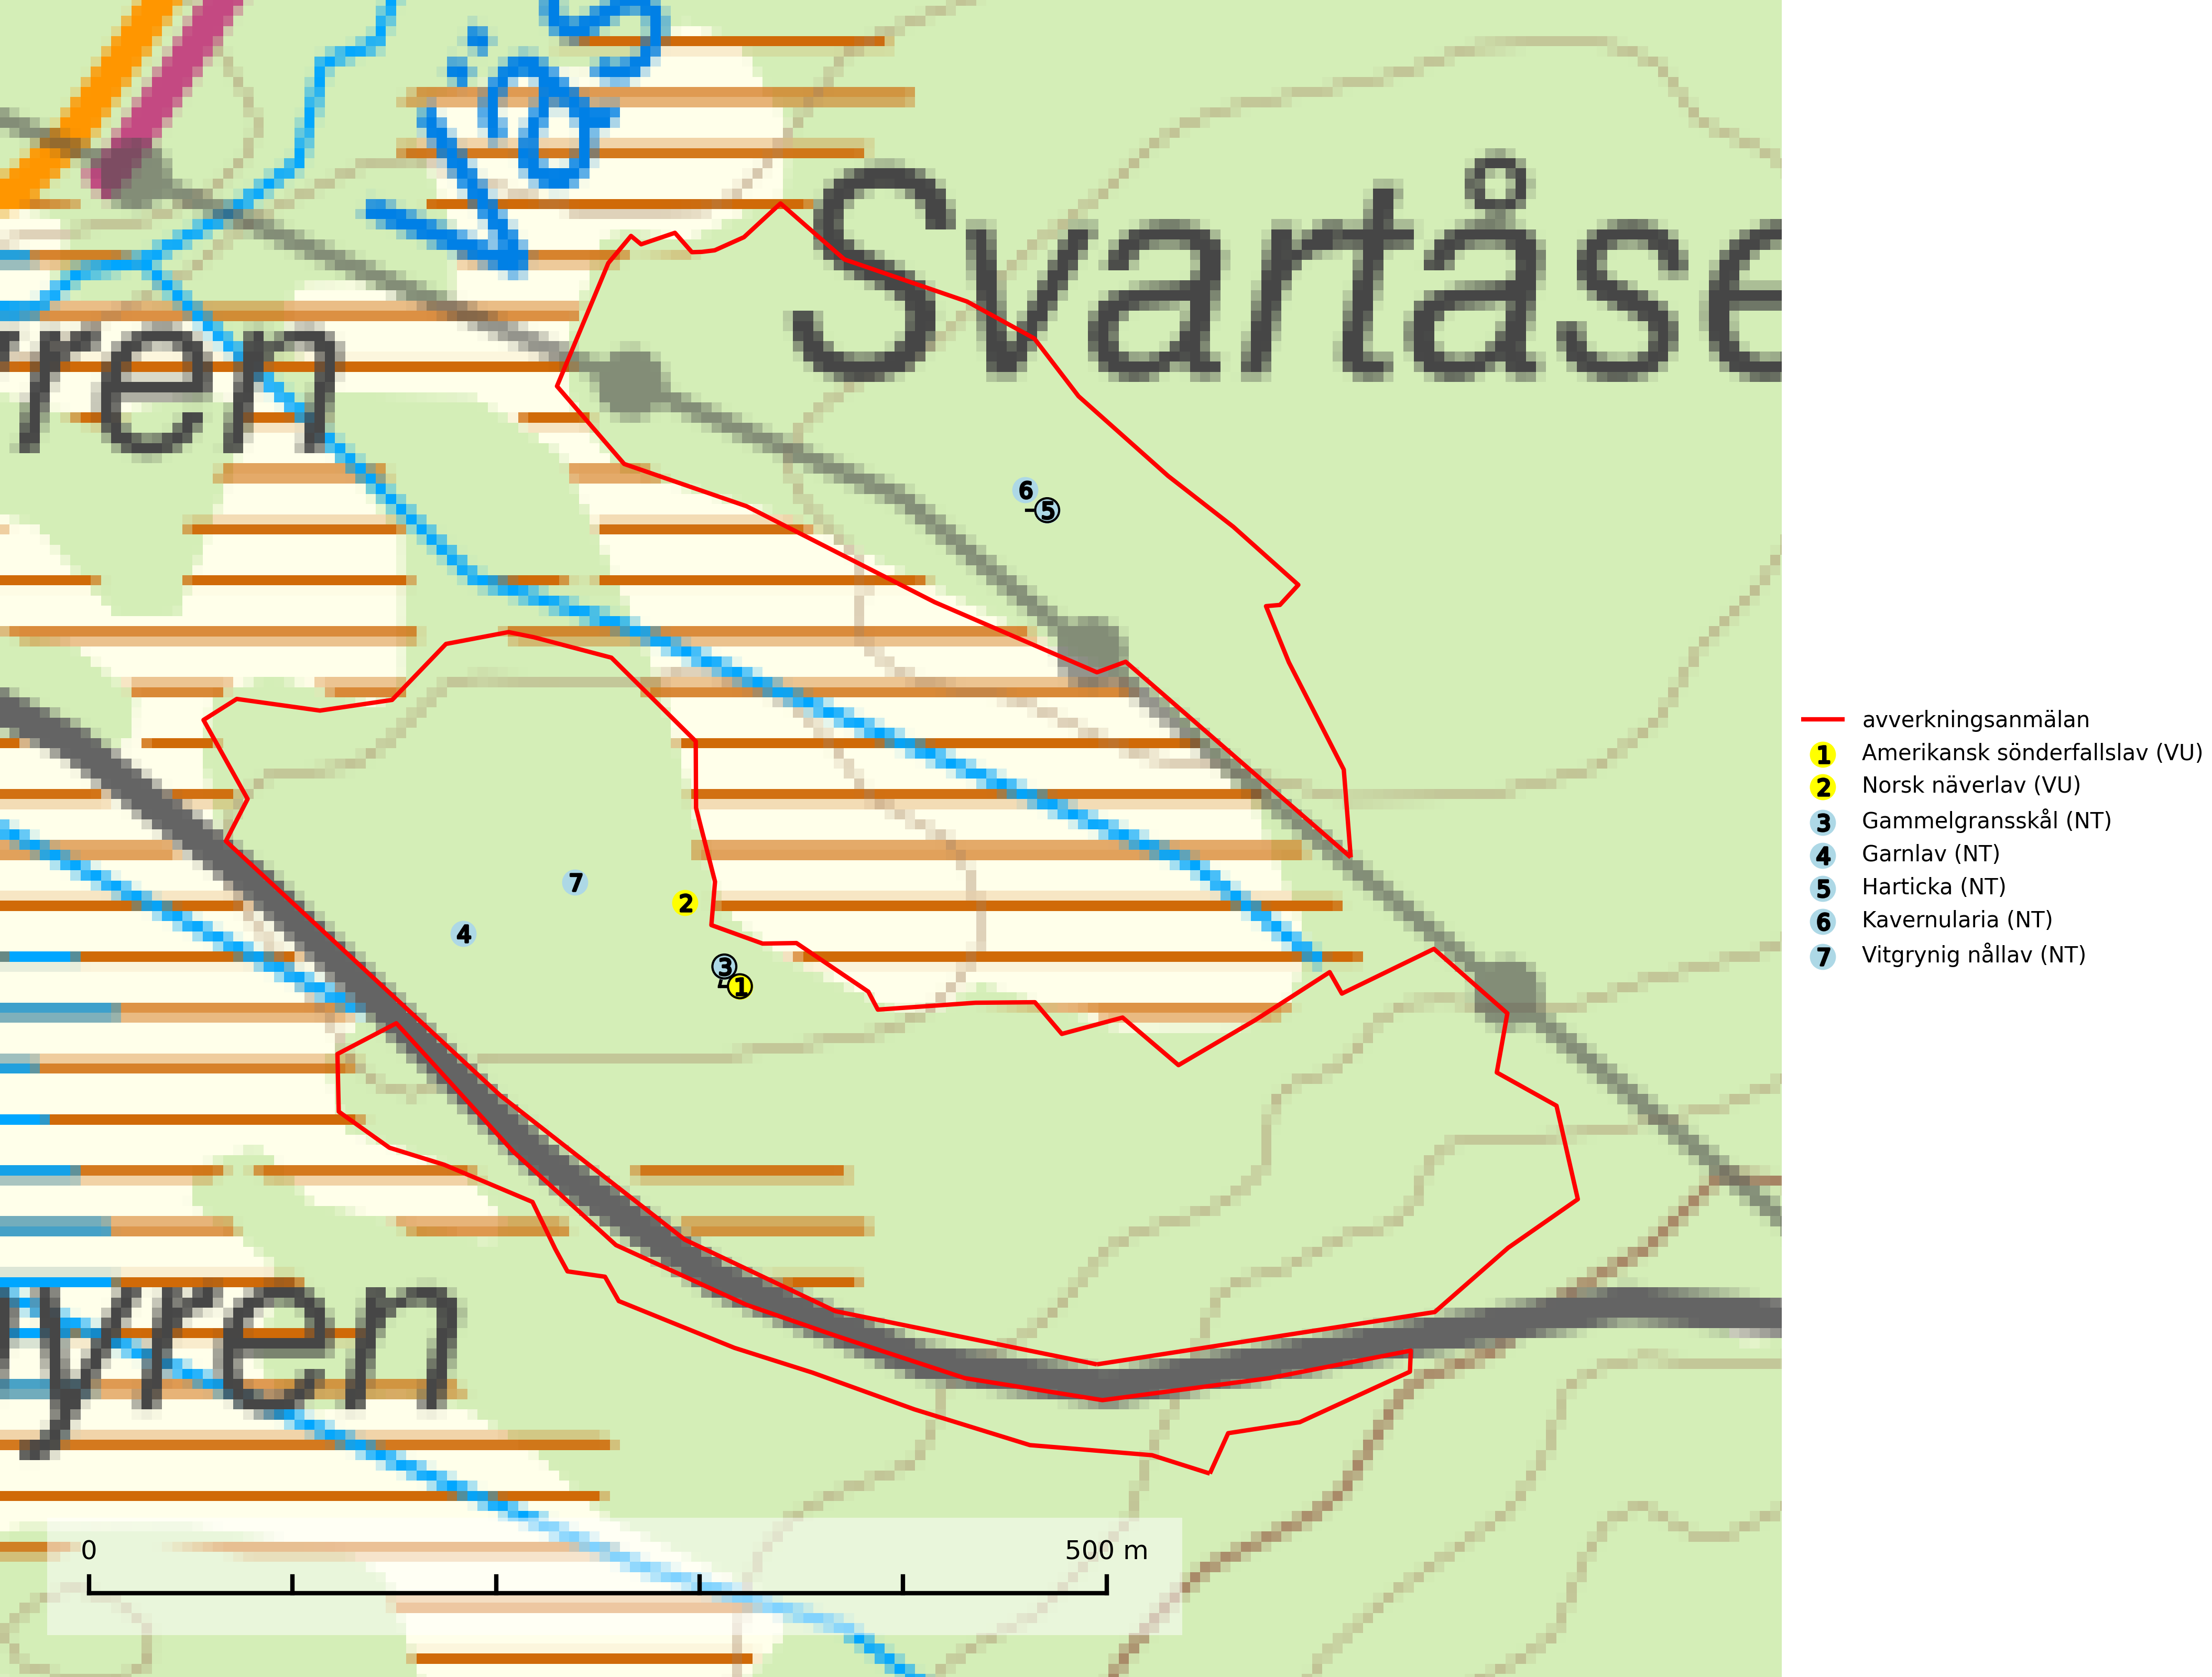 Svartåse
ren
yren
0
500 m
avverkningsanmälan
1 Amerikansk sönderfallslav (VU)
2 Norsk näverlav (VU)
3 Gammelgransskål (NT)
4 Garnlav (NT)
5 Harticka (NT)
6 Kavernularia (NT)
7 Vitgrynig nållav (NT)
6
5
7
2
4
3
1